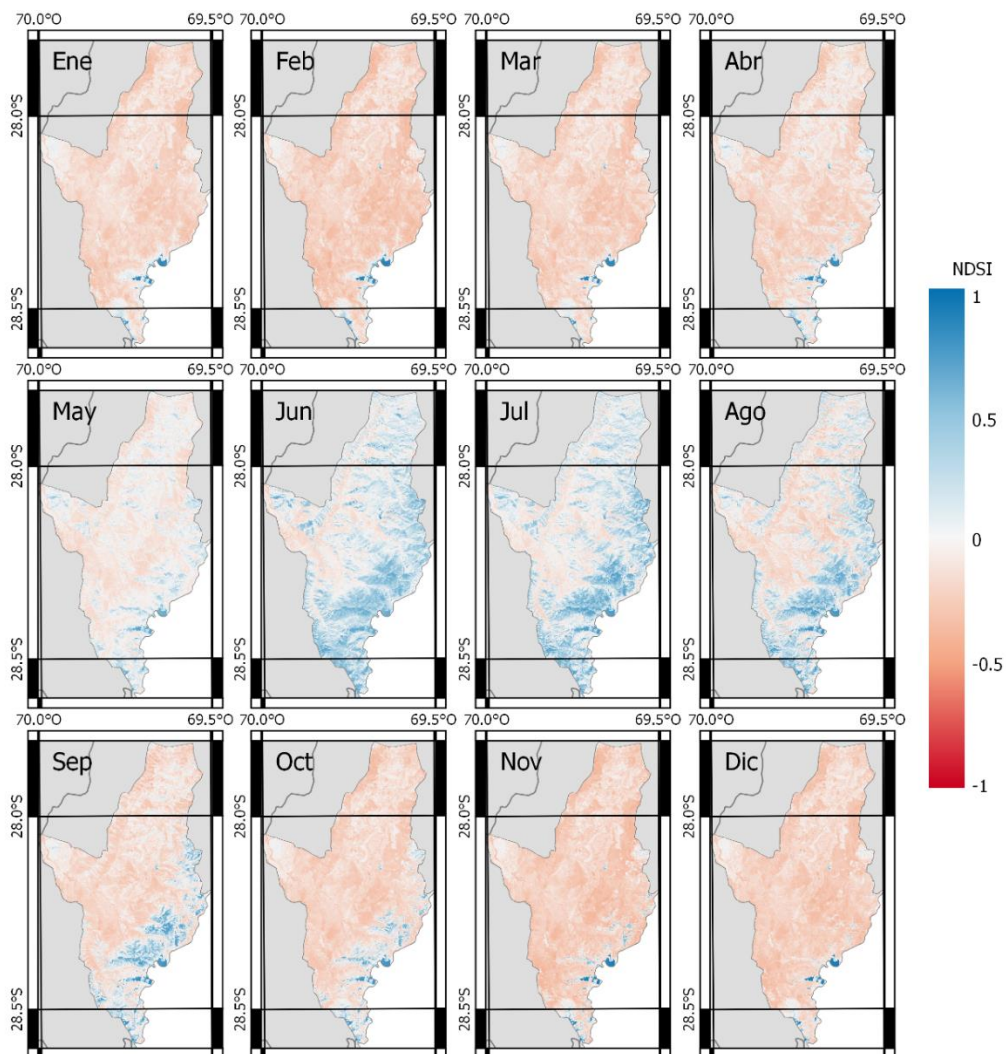 70.0°O 69.5°O 70.0°O 69.5°O 70.0°O 69.5°O 70.0°O 69.5°O
Ene Feb Mar Abr
28.0°S 28.0°S 28.0°S 28.0°S
28.5°S 28.5°S 28.5°S 28.5°S
70.0°O 69.5°O 70.0°O 69.5°O 70.0°O 69.5°O 70.0°O 69.5°O
May Jun Jul Ago
28.0°S 28.0°S 28.0°S 28.0°S
28.5°S 28.5°S 28.5°S 28.5°S
70.0°O 69.5°O 70.0°O 69.5°O 70.0°O 69.5°O 70.0°O 69.5°O
Sep Oct Nov Dic
28.0°S 28.0°S 28.0°S 28.0°S
28.5°S 28.5°S 28.5°S 28.5°S
NDSI
1
0.5
0
-0.5
-1